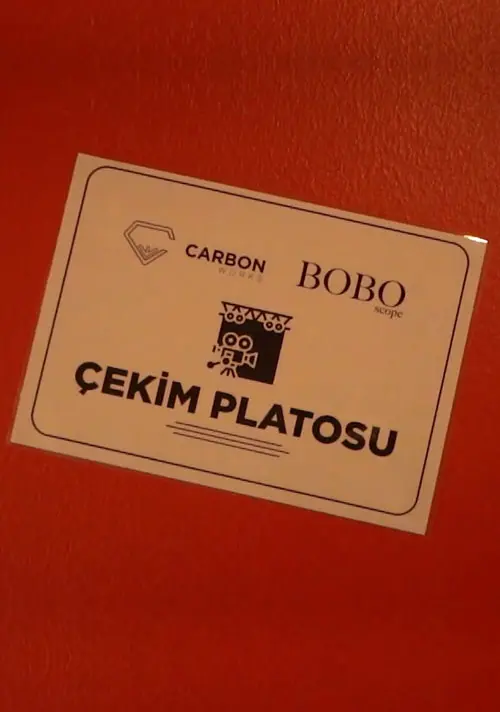 CARBON
WORKS
BOBO
scope
ÇEKİM PLATOSU